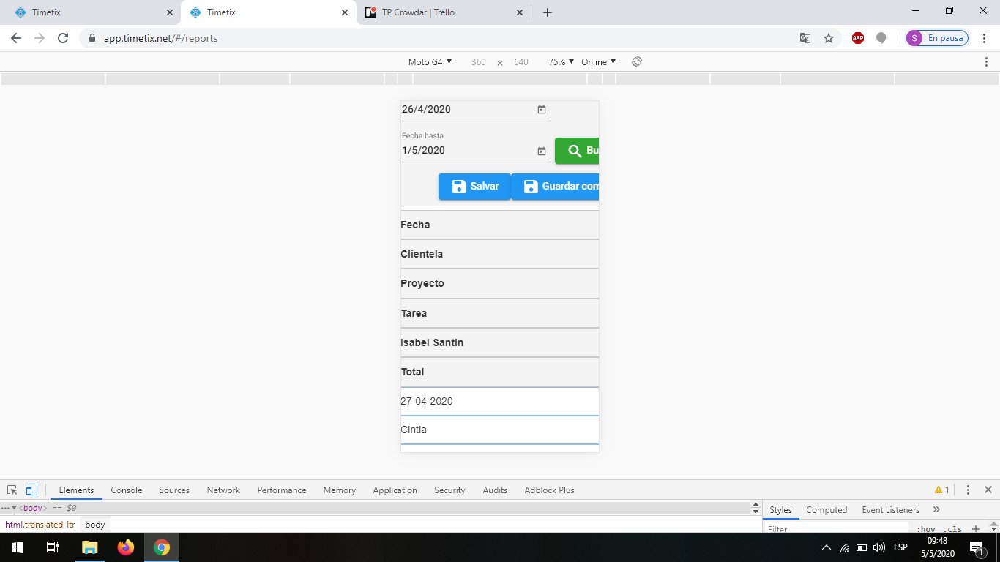 Timetix
Timetix
TP Crowdar | Trello
app.timetix.net/#/reports
ABP
S
En pausa
Moto G4 ▼
360 × 640
75% ▼
Online ▼
26/4/2020
Fecha hasta
1/5/2020
Bu
Salvar
Guardar com
Fecha
Clientela
Proyecto
Tarea
Isabel Santin
Total
27-04-2020
Cintia
Elements
Console
Sources
Network
Performance
Memory
Application
Security
Audits
Adblock Plus
1
<body> == $0
Styles
Computed
Event Listeners
html.translated-ltr
body
Filter
:hov .cls
ESP
09:48
5/5/2020
1